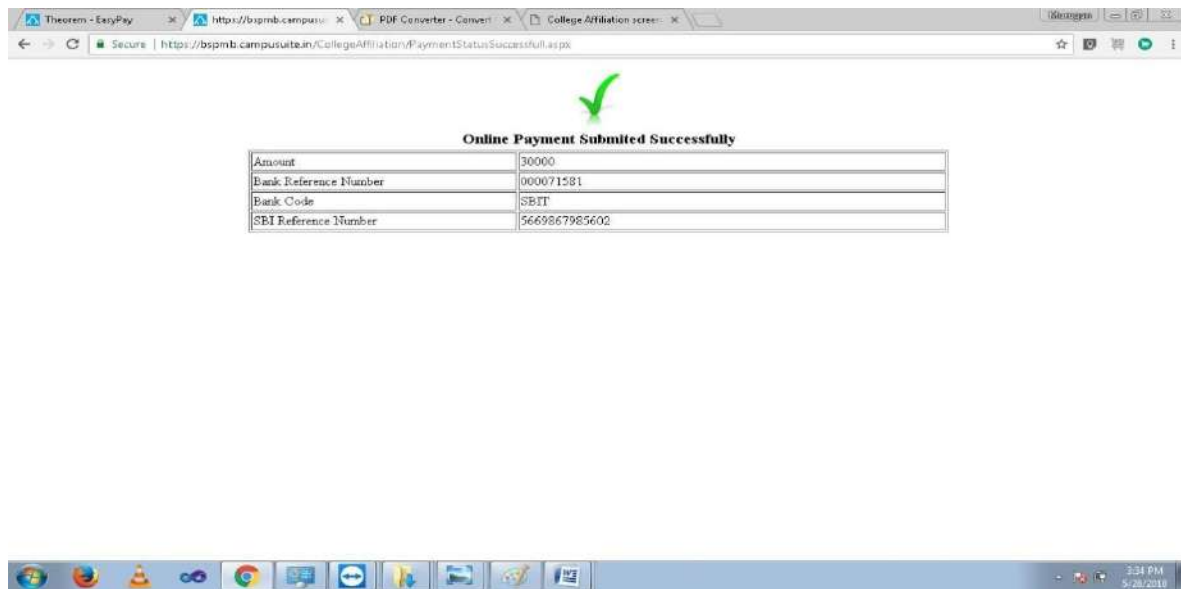 Theorem - EasyPay
https://bspmb.campusu
PDF Converter - Convert
College Affiliation screen
Secure | https://bspmb.campusuite.in/CollegeAffiliation/PaymentStatusSuccessfull.aspx
Online Payment Submited Successfully
Amount 30000
Bank Reference Number 000071581
Bank Code SBIT
SBI Reference Number 5669867985602
3:34 PM
5/28/2018